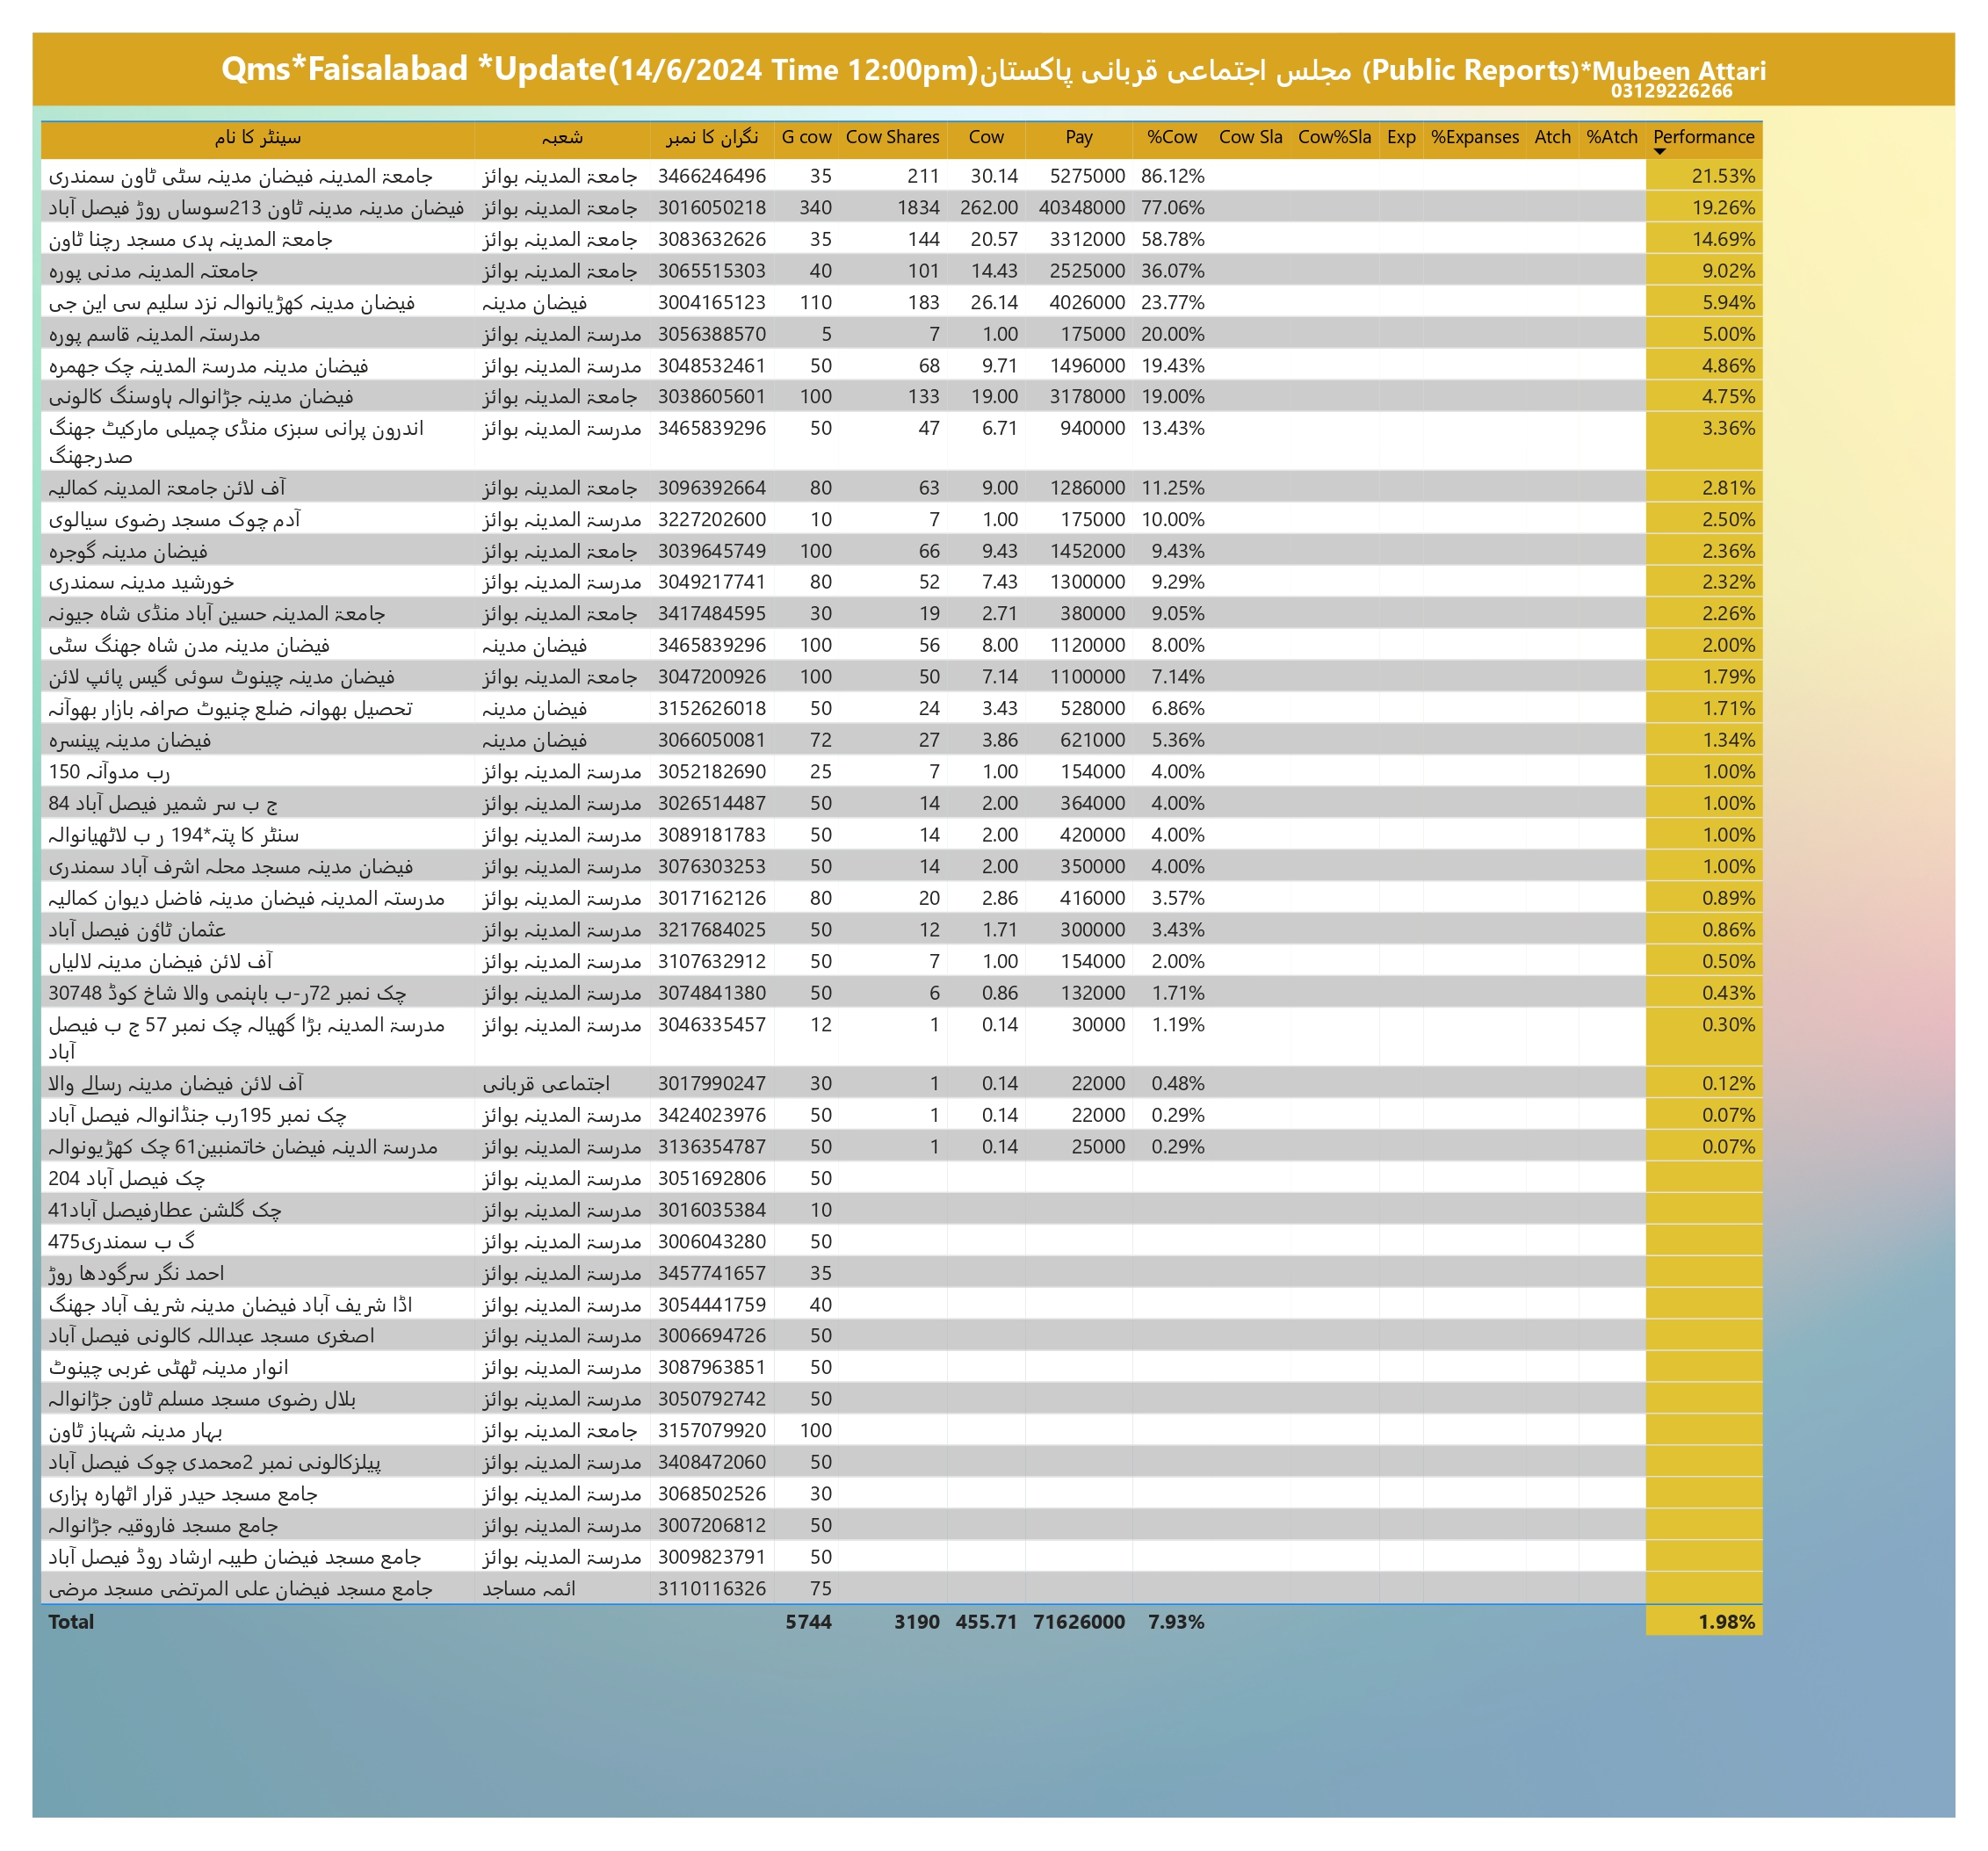 Qms*Faisalabad *Update(14/6/2024 Time 12:00pm)مجلس اجتماعی قربانی پاکستان (Public Reports)*Mubeen Attari
03129226266
سینٹر کا نام شعبہ نگران کا نمبر G cow Cow Shares Cow Pay %Cow Cow Sla Cow%Sla Exp %Expanses Atch %Atch Performance
جامعۃ المدینہ فیضان مدینہ سٹی ٹاون سمندری جامعۃ المدینہ بوائز 3466246496 35 211 30.14 5275000 86.12% 21.53%
فیضان مدینہ مدینہ ٹاون 213سوساں روڑ فیصل آباد جامعۃ المدینہ بوائز 3016050218 340 1834 262.00 40348000 77.06% 19.26%
جامعۃ المدینہ ہدی مسجد رچنا ٹاون جامعۃ المدینہ بوائز 3083632626 35 144 20.57 3312000 58.78% 14.69%
جامعتہ المدینہ مدنی پورہ جامعۃ المدینہ بوائز 3065515303 40 101 14.43 2525000 36.07% 9.02%
فیضان مدینہ کھڑیانوالہ نزد سلیم سی این جی فیضان مدینہ 3004165123 110 183 26.14 4026000 23.77% 5.94%
مدرستہ المدینہ قاسم پورہ مدرسۃ المدینہ بوائز 3056388570 5 7 1.00 175000 20.00% 5.00%
فیضان مدینہ مدرسۃ المدینہ چک جھمرہ مدرسۃ المدینہ بوائز 3048532461 50 68 9.71 1496000 19.43% 4.86%
فیضان مدینہ جڑانوالہ ہاوسنگ کالونی جامعۃ المدینہ بوائز 3038605601 100 133 19.00 3178000 19.00% 4.75%
اندرون پرانی سبزی منڈی چمیلی مارکیٹ جھنگ مدرسۃ المدینہ بوائز 3465839296 50 47 6.71 940000 13.43% 3.36%
صدرجھنگ
آف لائن جامعۃ المدینہ کمالیہ جامعۃ المدینہ بوائز 3096392664 80 63 9.00 1286000 11.25% 2.81%
آدم چوک مسجد رضوی سیالوی مدرسۃ المدینہ بوائز 3227202600 10 7 1.00 175000 10.00% 2.50%
فیضان مدینہ گوجرہ جامعۃ المدینہ بوائز 3039645749 100 66 9.43 1452000 9.43% 2.36%
خورشید مدینہ سمندری مدرسۃ المدینہ بوائز 3049217741 80 52 7.43 1300000 9.29% 2.32%
جامعۃ المدینہ حسین آباد منڈی شاہ جیونہ جامعۃ المدینہ بوائز 3417484595 30 19 2.71 380000 9.05% 2.26%
فیضان مدینہ مدن شاہ جھنگ سٹی فیضان مدینہ 3465839296 100 56 8.00 1120000 8.00% 2.00%
فیضان مدینہ چینوٹ سوئی گیس پائپ لائن جامعۃ المدینہ بوائز 3047200926 100 50 7.14 1100000 7.14% 1.79%
تحصیل بھوانہ ضلع چنیوٹ صرافہ بازار بھوآنہ فیضان مدینہ 3152626018 50 24 3.43 528000 6.86% 1.71%
فیضان مدینہ پینسرہ فیضان مدینہ 3066050081 72 27 3.86 621000 5.36% 1.34%
150 رب مدوآنہ مدرسۃ المدینہ بوائز 3052182690 25 7 1.00 154000 4.00% 1.00%
84 ج ب سر شمیر فیصل آباد مدرسۃ المدینہ بوائز 3026514487 50 14 2.00 364000 4.00% 1.00%
سنٹر کا پتہ*194 ر ب لاٹھیانوالہ مدرسۃ المدینہ بوائز 3089181783 50 14 2.00 420000 4.00% 1.00%
فیضان مدینہ مسجد محلہ اشرف آباد سمندری مدرسۃ المدینہ بوائز 3076303253 50 14 2.00 350000 4.00% 1.00%
مدرستہ المدینہ فیضان مدینہ فاضل دیوان کمالیہ مدرسۃ المدینہ بوائز 3017162126 80 20 2.86 416000 3.57% 0.89%
عثمان ٹاؤن فیصل آباد مدرسۃ المدینہ بوائز 3217684025 50 12 1.71 300000 3.43% 0.86%
آف لائن فیضان مدینہ لالیاں مدرسۃ المدینہ بوائز 3107632912 50 7 1.00 154000 2.00% 0.50%
چک نمبر 72ر-ب باہنمی والا شاخ کوڈ 30748 مدرسۃ المدینہ بوائز 3074841380 50 6 0.86 132000 1.71% 0.43%
مدرسۃ المدینہ بڑا گھیالہ چک نمبر 57 ج ب فیصل مدرسۃ المدینہ بوائز 3046335457 12 1 0.14 30000 1.19% 0.30%
آباد
آف لائن فیضان مدینہ رسالے والا اجتماعی قربانی 3017990247 30 1 0.14 22000 0.48% 0.12%
چک نمبر 195رب جنڈانوالہ فیصل آباد مدرسۃ المدینہ بوائز 3424023976 50 1 0.14 22000 0.29% 0.07%
مدرسۃ الدینہ فیضان خاتمنبین61 چک کھڑیونوالہ مدرسۃ المدینہ بوائز 3136354787 50 1 0.14 25000 0.29% 0.07%
204 چک فیصل آباد مدرسۃ المدینہ بوائز 3051692806 50
41چک گلشن عطارفیصل آباد مدرسۃ المدینہ بوائز 3016035384 10
475گ ب سمندری مدرسۃ المدینہ بوائز 3006043280 50
احمد نگر سرگودھا روڑ مدرسۃ المدینہ بوائز 3457741657 35
اڈا شریف آباد فیضان مدینہ شریف آباد جھنگ مدرسۃ المدینہ بوائز 3054441759 40
اصغری مسجد عبداللہ کالونی فیصل آباد مدرسۃ المدینہ بوائز 3006694726 50
انوار مدینہ ٹھٹی غربی چینوٹ مدرسۃ المدینہ بوائز 3087963851 50
بلال رضوی مسجد مسلم ٹاون جڑانوالہ مدرسۃ المدینہ بوائز 3050792742 50
بہار مدینہ شہباز ٹاون جامعۃ المدینہ بوائز 3157079920 100
پیلزکالونی نمبر 2محمدی چوک فیصل آباد مدرسۃ المدینہ بوائز 3408472060 50
جامع مسجد حیدر قرار اٹھارہ ہزاری مدرسۃ المدینہ بوائز 3068502526 30
جامع مسجد فاروقیہ جڑانوالہ مدرسۃ المدینہ بوائز 3007206812 50
جامع مسجد فیضان طیبہ ارشاد روڈ فیصل آباد مدرسۃ المدینہ بوائز 3009823791 50
جامع مسجد فیضان علی المرتضی مسجد مرضی ائمہ مساجد 3110116326 75
Total 5744 3190 455.71 71626000 7.93% 1.98%